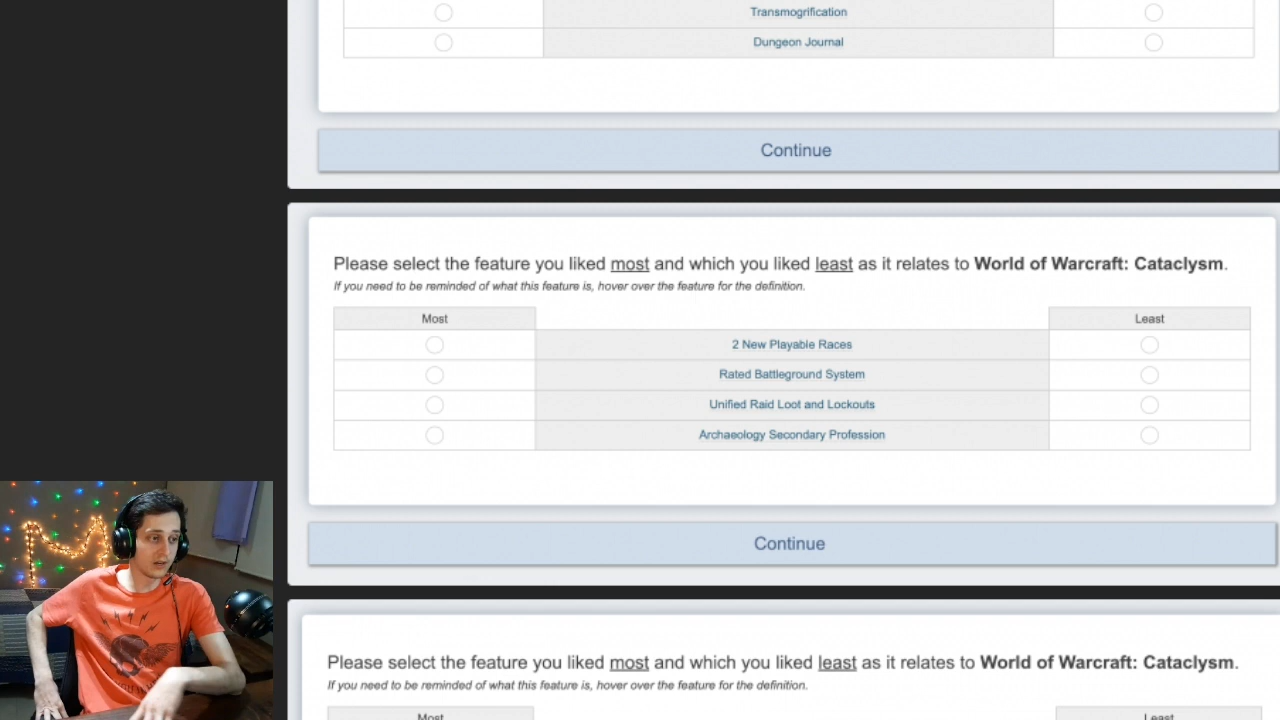 Transmogrification
Dungeon Journal
Continue
Please select the feature you liked most and which you liked least as it relates to World of Warcraft: Cataclysm.
If you need to be reminded of what this feature is, hover over the feature for the definition.
Most Least
2 New Playable Races
Rated Battleground System
Unified Raid Loot and Lockouts
Archaeology Secondary Profession
Continue
Please select the feature you liked most and which you liked least as it relates to World of Warcraft: Cataclysm.
If you need to be reminded of what this feature is, hover over the feature for the definition.
Most Least